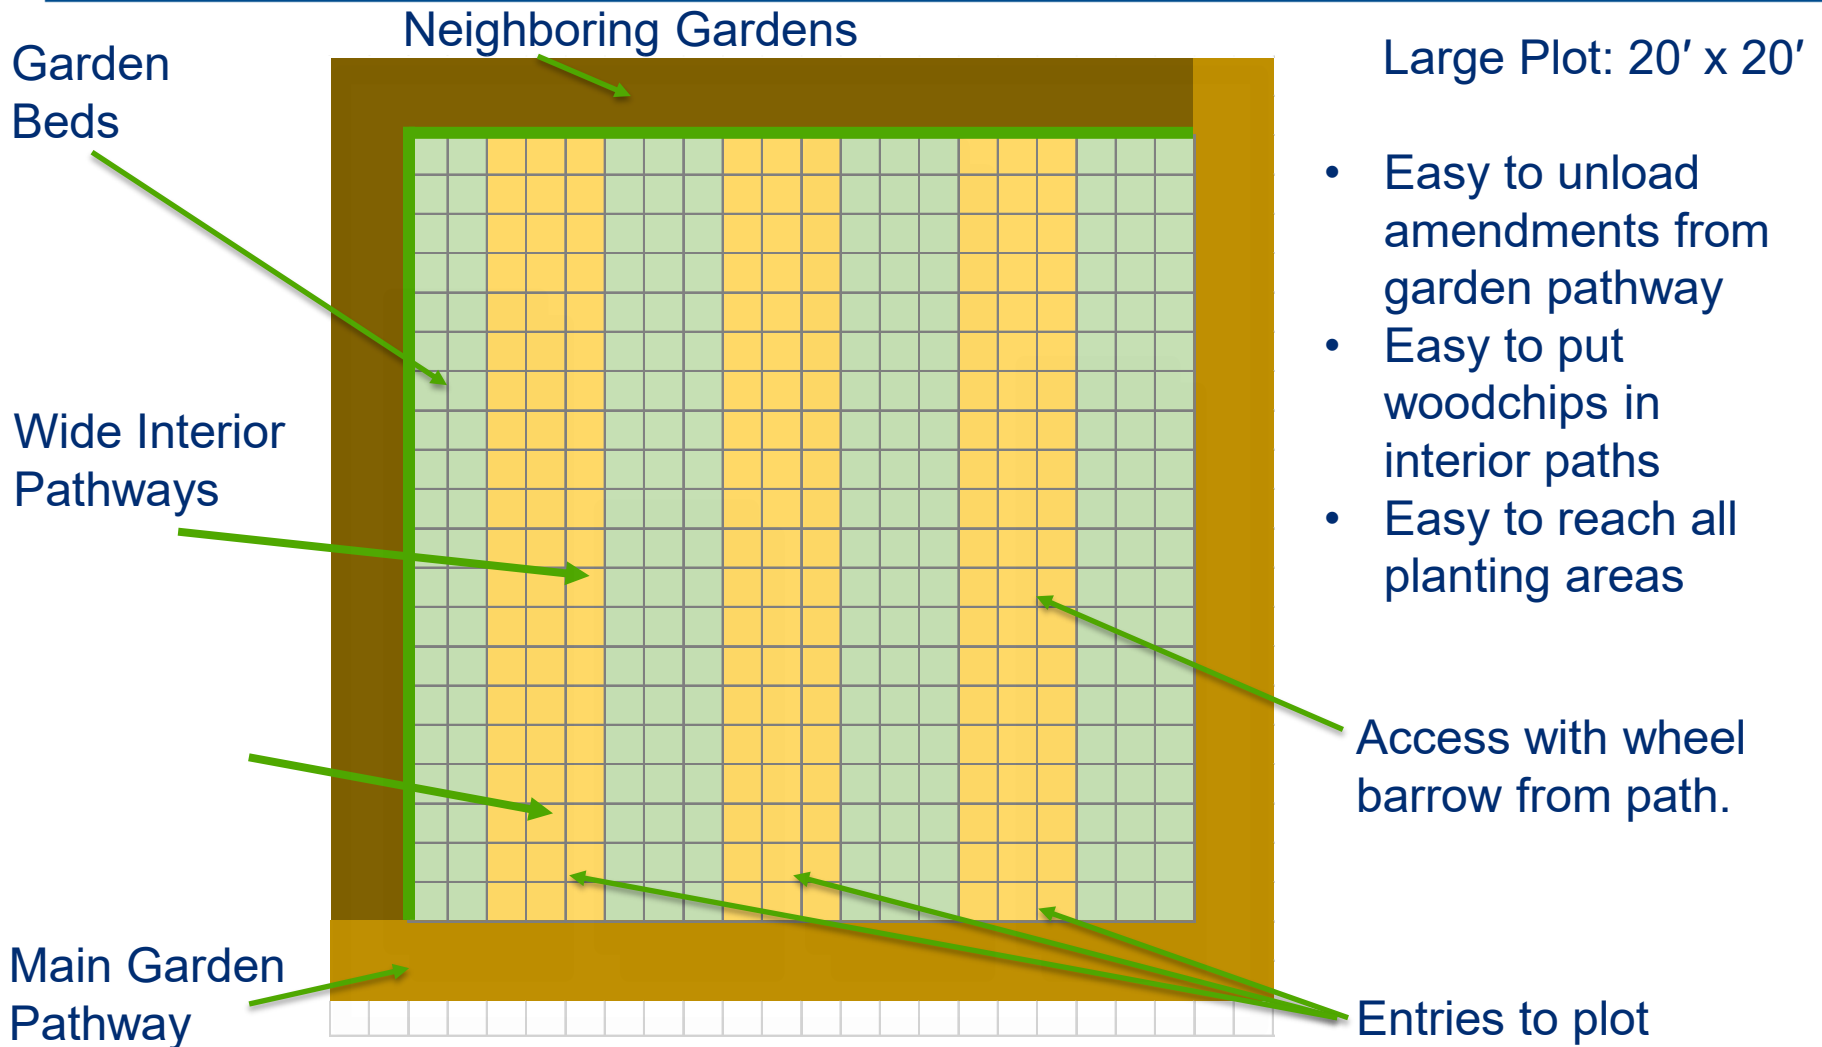 Neighboring Gardens
Garden
Beds
Large Plot: 20′ x 20′
• Easy to unload
amendments from
garden pathway
• Easy to put
woodchips in
interior paths
• Easy to reach all
planting areas
Wide Interior
Pathways
Access with wheel
barrow from path.
Main Garden
Pathway
Entries to plot